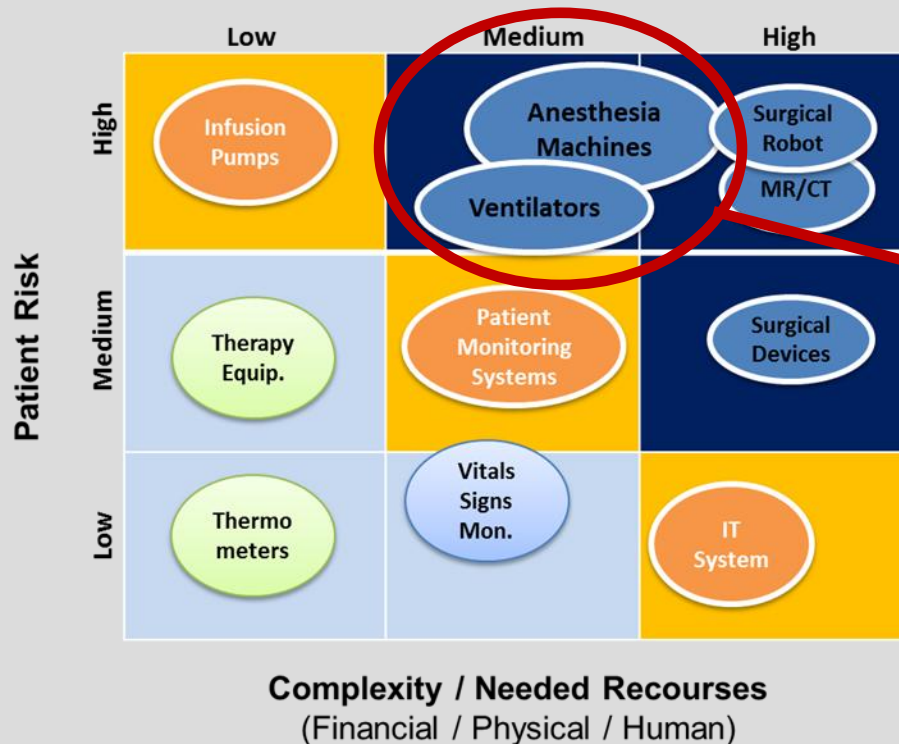 Low Medium High
Patient Risk
High
Infusion
Pumps
Anesthesia
Machines
Ventilators
Surgical
Robot
MR/CT
Medium
Therapy
Equip.
Patient
Monitoring
Systems
Surgical
Devices
Low
Thermo
meters
Vitals
Signs
Mon.
IT
System
Complexity / Needed Recourses
(Financial / Physical / Human)